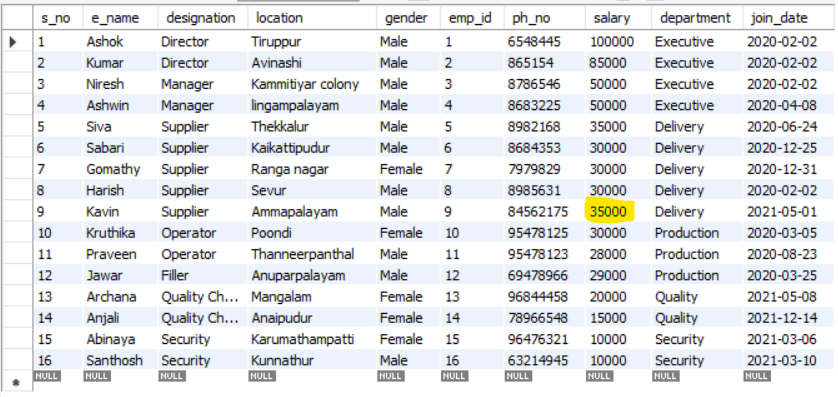 s_no e_name designation location gender emp_id ph_no salary department join_date
1 Ashok Director Tiruppur Male 1 6548445 100000 Executive 2020-02-02
2 Kumar Director Avinashi Male 2 865154 85000 Executive 2020-02-02
3 Niresh Manager Kammitiyar colony Male 3 8786546 50000 Executive 2020-02-02
4 Ashwin Manager lingampalayam Male 4 8683225 50000 Executive 2020-04-08
5 Siva Supplier Thekkalur Male 5 8982168 35000 Delivery 2020-06-24
6 Sabari Supplier Kaikattipudur Male 6 8684353 30000 Delivery 2020-12-25
7 Gomathy Supplier Ranga nagar Female 7 7979829 30000 Delivery 2020-12-31
8 Harish Supplier Sevur Male 8 8985631 30000 Delivery 2020-02-02
9 Kavin Supplier Ammapalayam Male 9 84562175 35000 Delivery 2021-05-01
10 Kruthika Operator Poondi Female 10 95478125 30000 Production 2020-03-05
11 Praveen Operator Thanneerpanthal Male 11 95478123 28000 Production 2020-08-23
12 Jawar Filler Anuparpalayam Male 12 69478966 29000 Production 2020-03-25
13 Archana Quality Ch... Mangalam Female 13 96844458 20000 Quality 2021-05-08
14 Anjali Quality Ch... Anaipudur Female 14 78966548 15000 Quality 2021-12-14
15 Abinaya Security Karumathampatti Female 15 96476321 10000 Security 2021-03-06
16 Santhosh Security Kunnathur Male 16 63214945 10000 Security 2021-03-10
NULL NULL NULL NULL NULL NULL NULL NULL NULL NULL